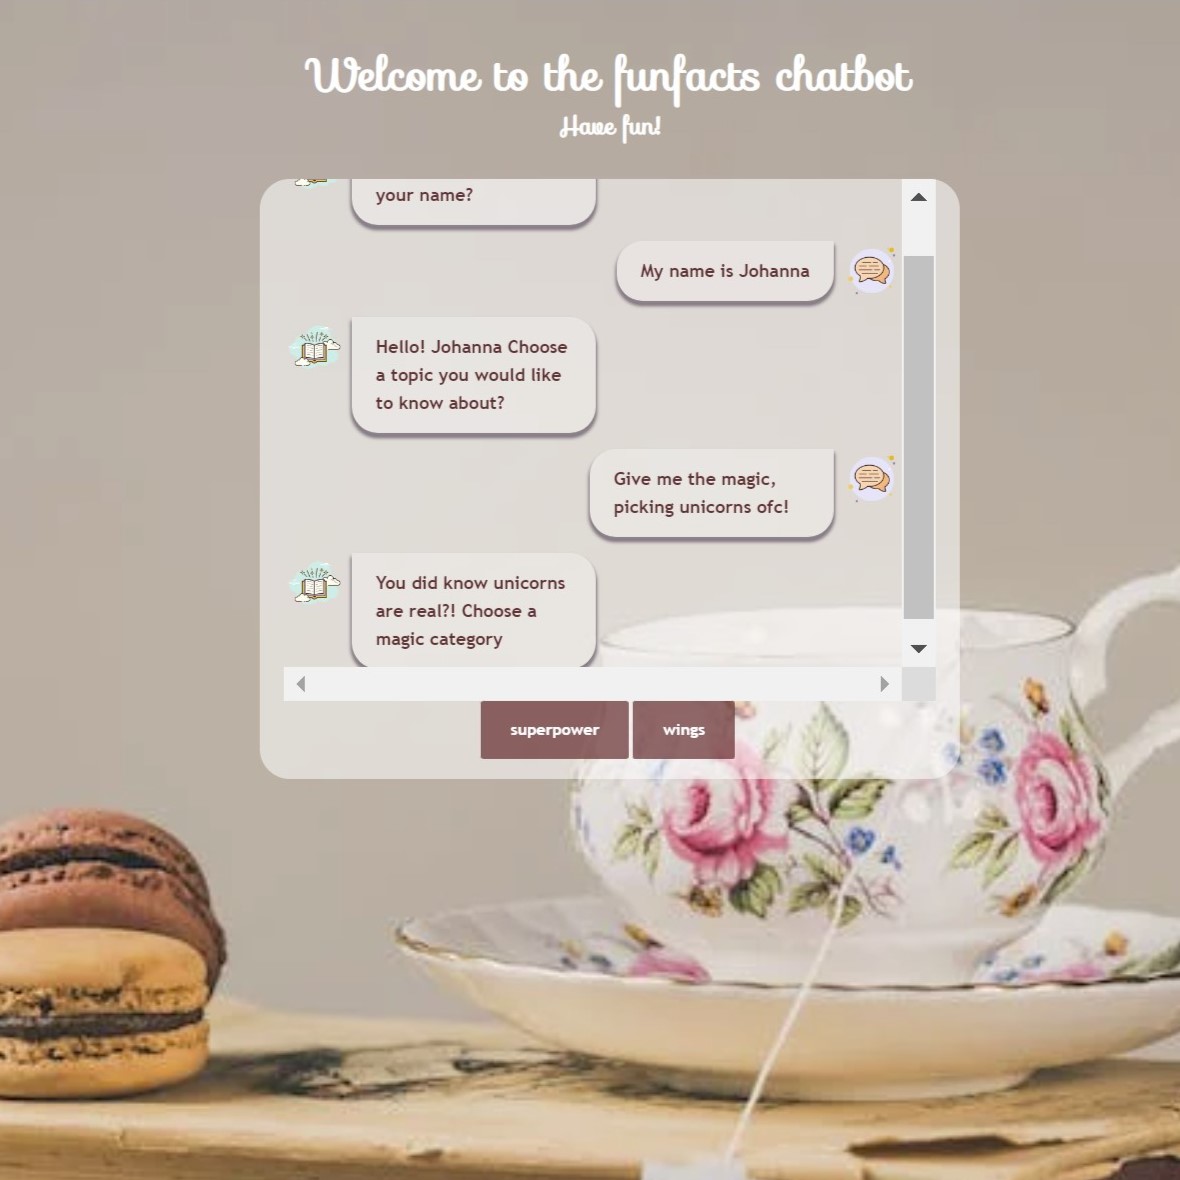 Welcome to the funfacts chatbot
Have fun!
your name?
My name is Johanna
Hello! Johanna Choose
a topic you would like
to know about?
Give me the magic,
picking unicorns ofc!
You did know unicorns
are real?! Choose a
magic category
superpower
wings